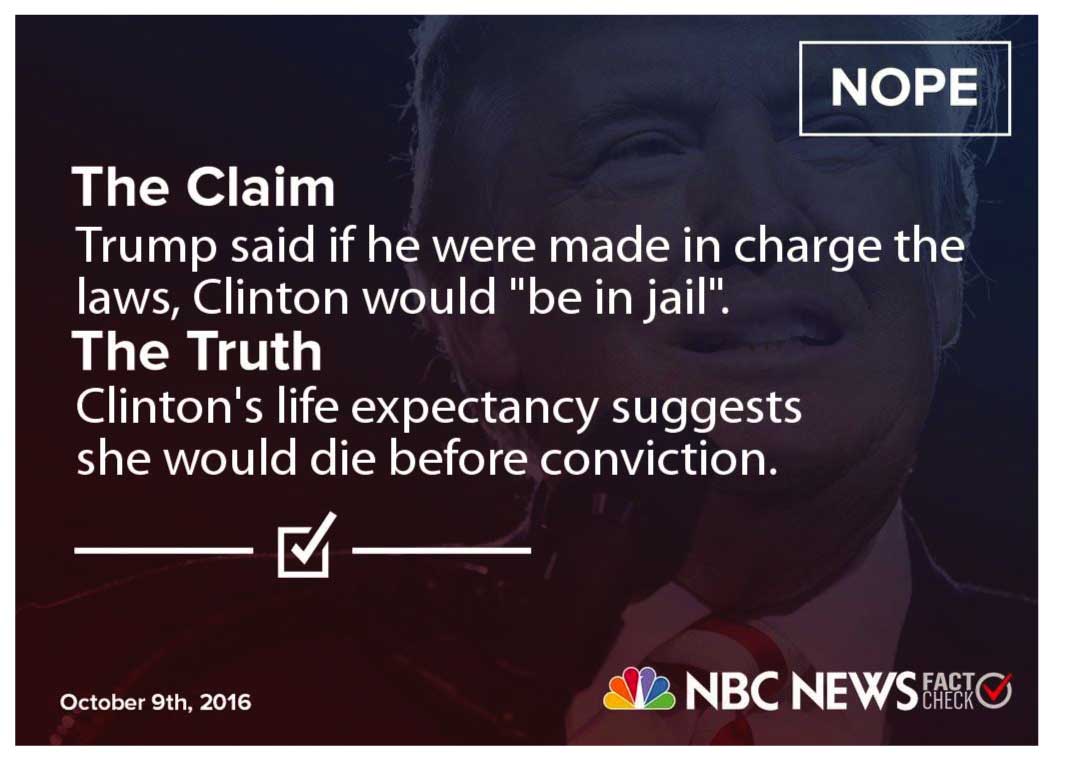 NOPE
The Claim
Trump said if he were made in charge the
laws, Clinton would "be in jail".
The Truth
Clinton's life expectancy suggests
she would die before conviction.
October 9th, 2016
NBC NEWS FACT CHECK